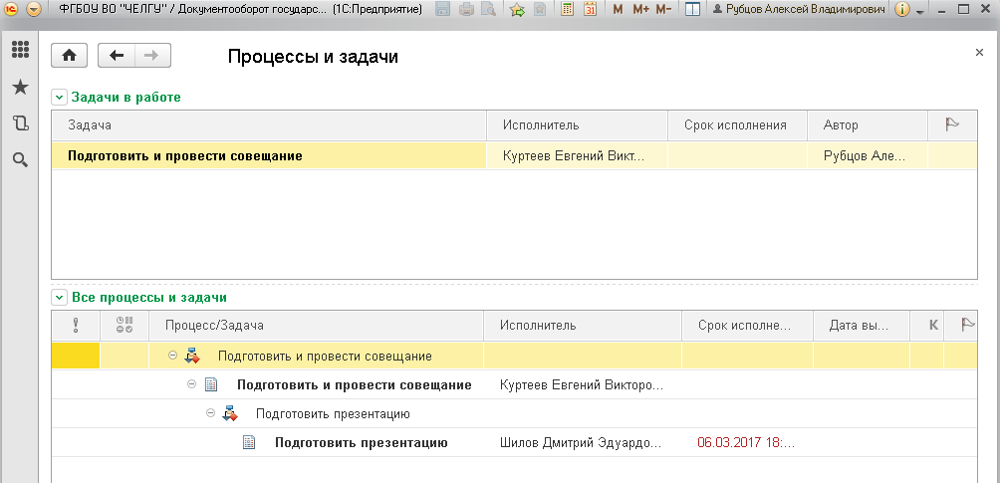 ФГБОУ ВО "ЧЕЛГУ" / Документооборот государс... (1С:Предприятие) 31 M M+ M- Рубцов Алексей Владимирович
Процессы и задачи
Задачи в работе
Задача Исполнитель Срок исполнения Автор
Подготовить и провести совещание Куртеев Евгений Викт... Рубцов Але...
Все процессы и задачи
Процесс/Задача Исполнитель Срок исполне... Дата вы... К
Подготовить и провести совещание
Подготовить и провести совещание Куртеев Евгений Викторо...
Подготовить презентацию
Подготовить презентацию Шилов Дмитрий Эдуардо... 06.03.2017 18:...